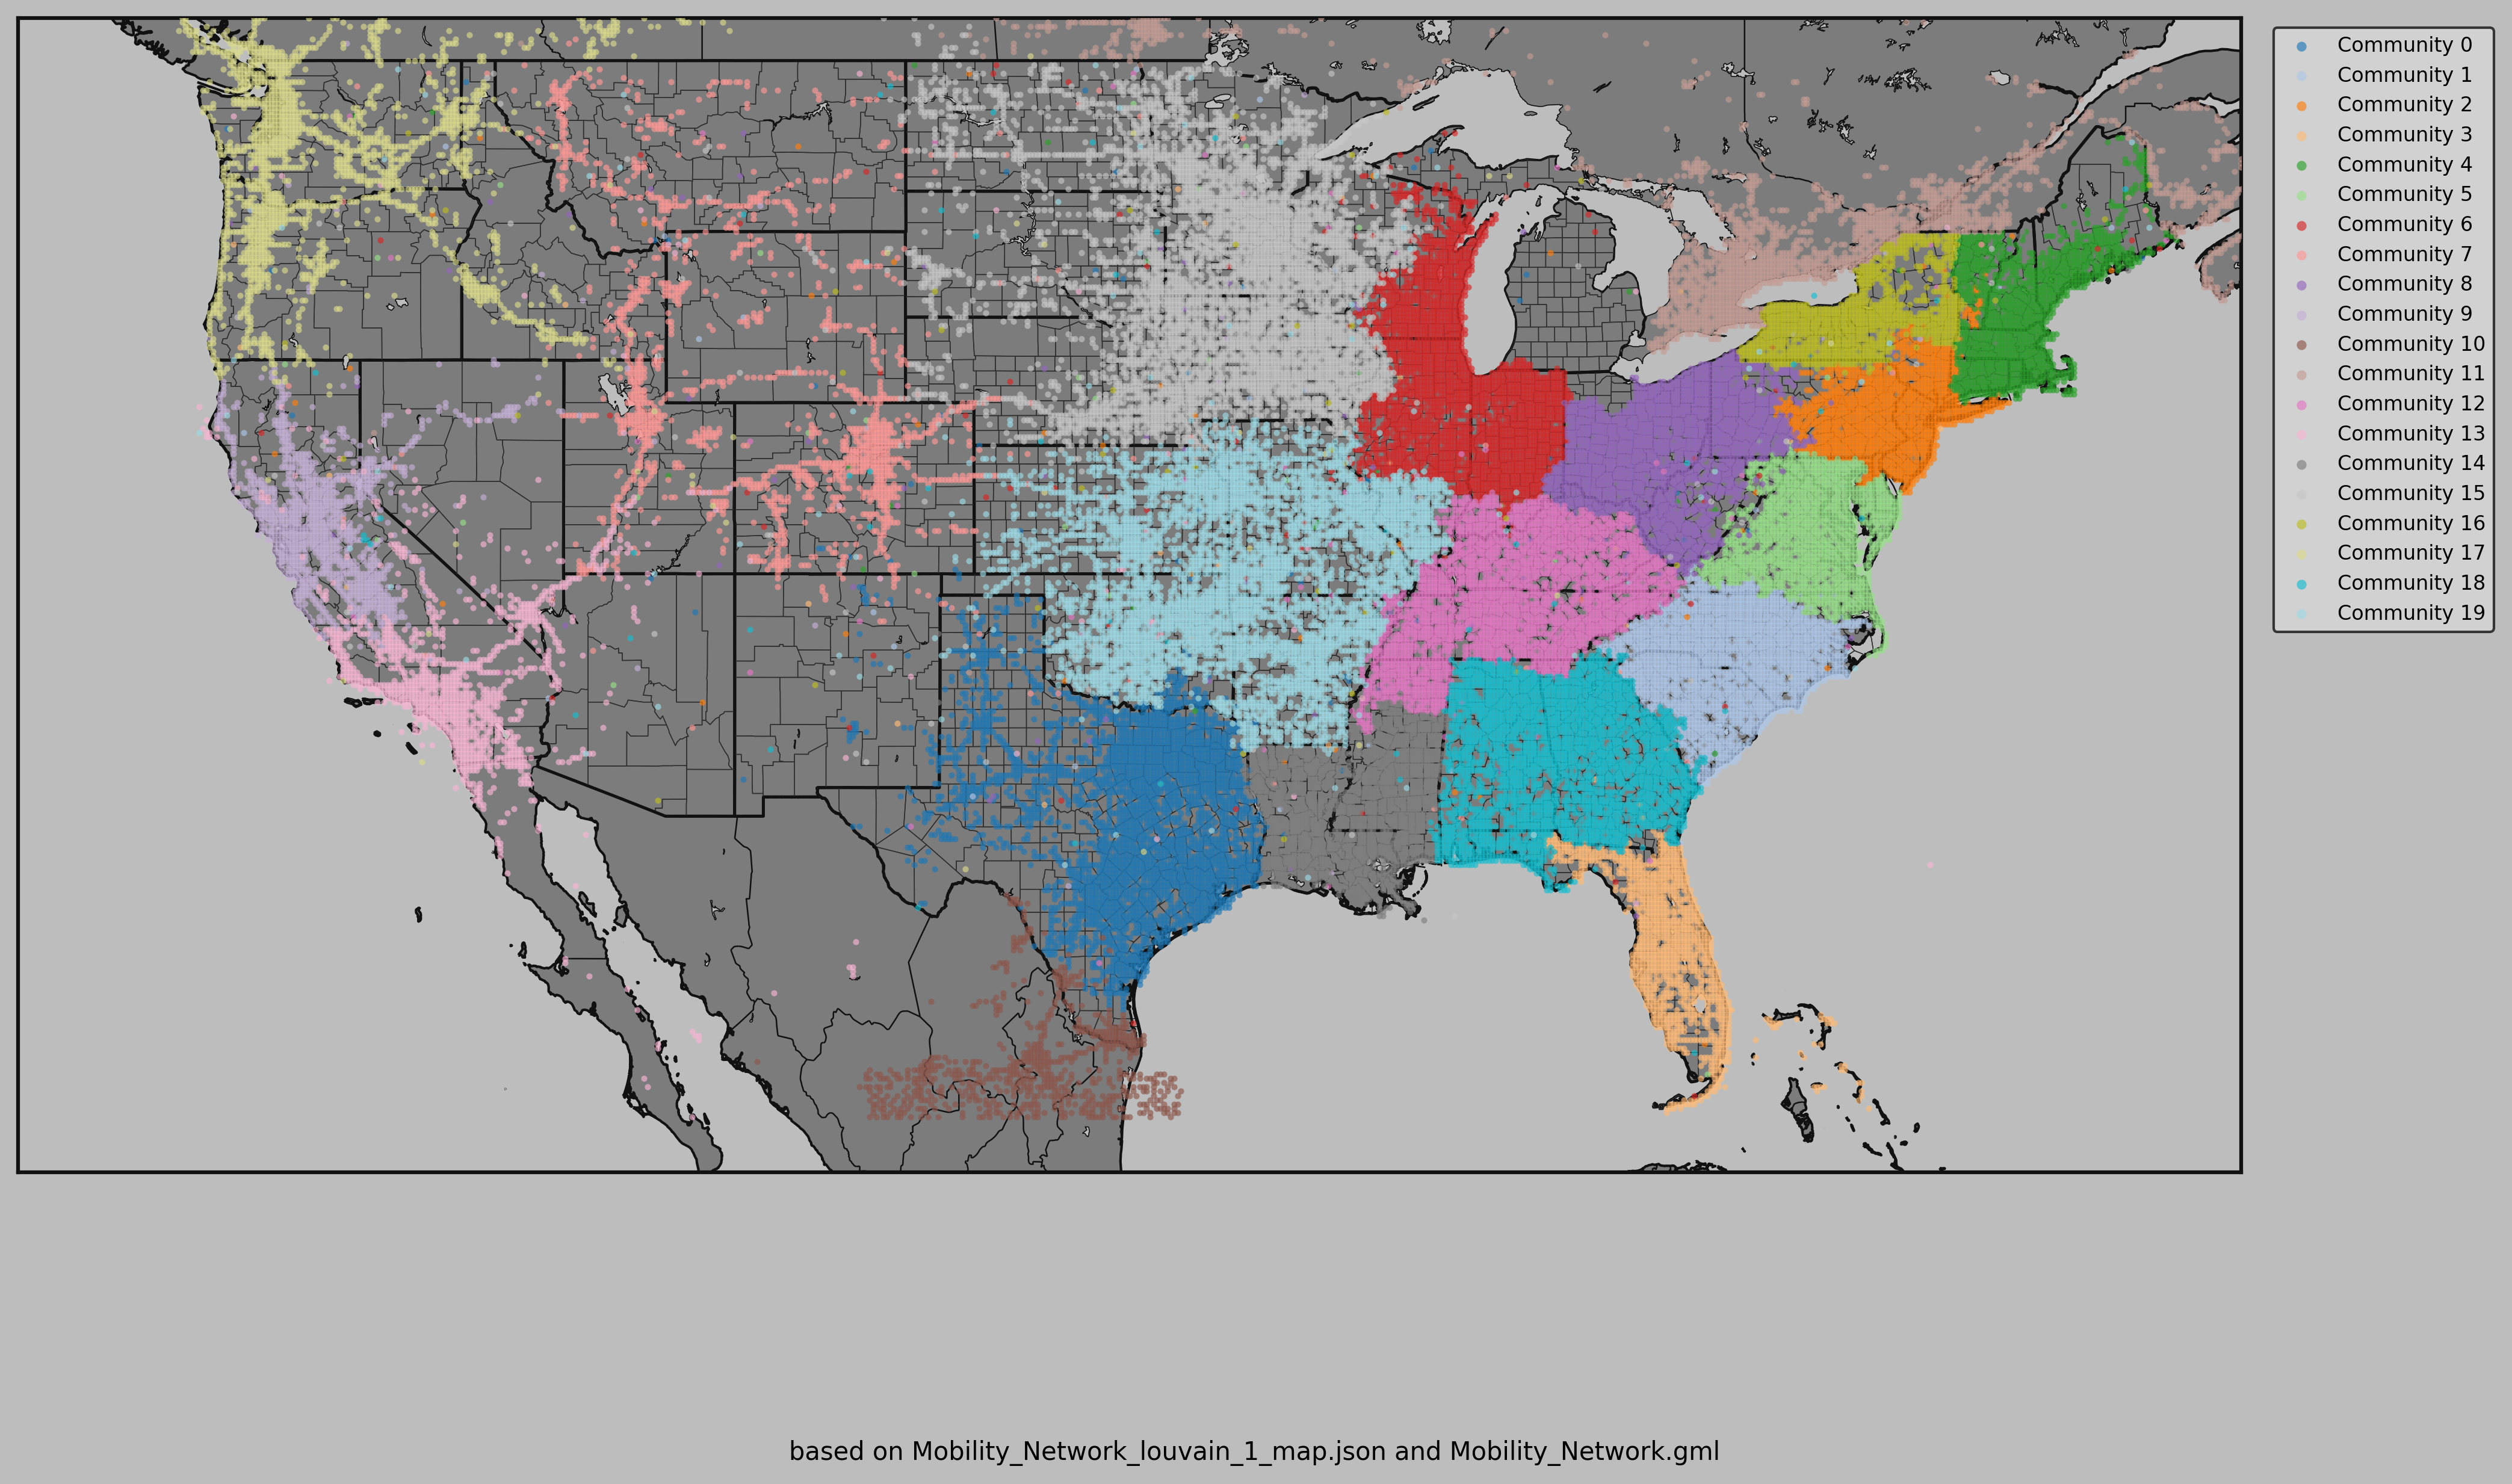 Community 0
Community 1
Community 2
Community 3
Community 4
Community 5
Community 6
Community 7
Community 8
Community 9
Community 10
Community 11
Community 12
Community 13
Community 14
Community 15
Community 16
Community 17
Community 18
Community 19
based on Mobility_Network_louvain_1_map.json and Mobility_Network.gml